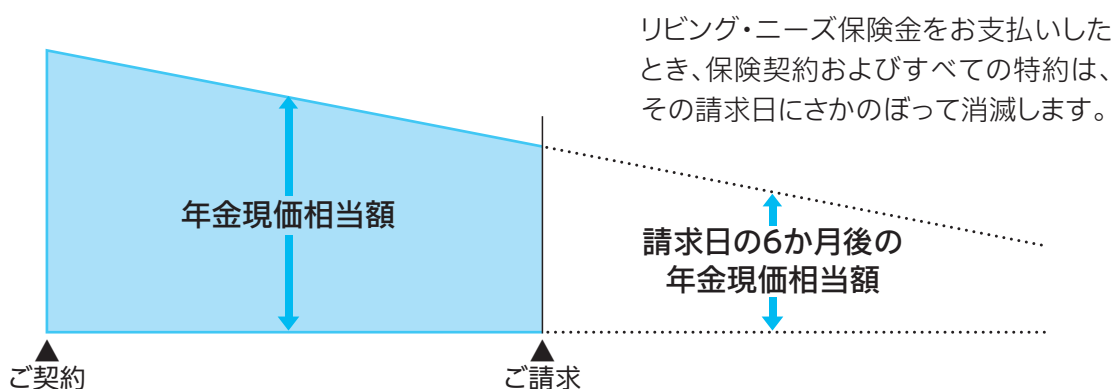 リビング・ニーズ保険金をお支払いした
とき、保険契約およびすべての特約は、
その請求日にさかのぼって消滅します。
年金現価相当額
請求日の6か月後の
年金現価相当額
ご契約
ご請求